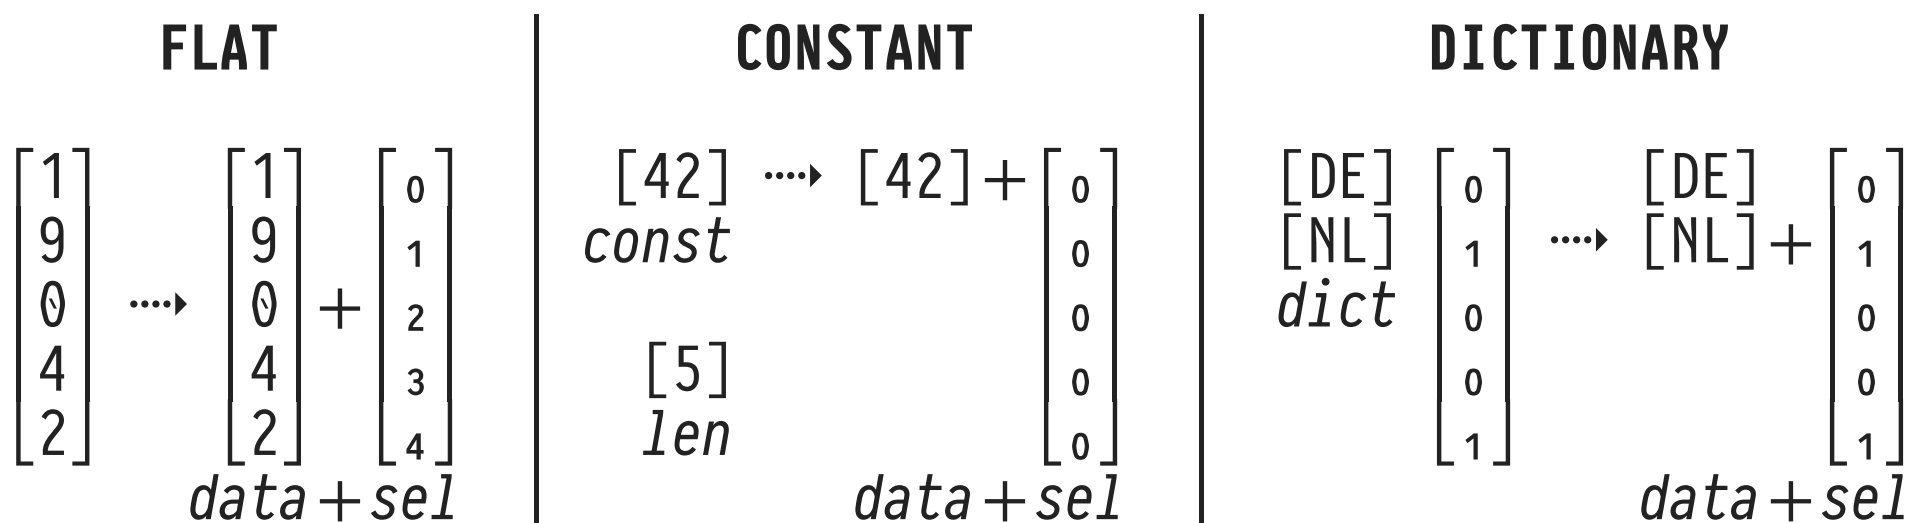 FLAT
1 1 0
9 9 1
0 0 + 2
4 4 3
2 2 4
data + sel
CONSTANT
[42] [42] + 0
const 0
0
[5] 0
len 0
data + sel
DICTIONARY
[DE] 0 [DE] 0
[NL] 1 [NL] + 1
dict 0 0
0 0
1 1
data + sel